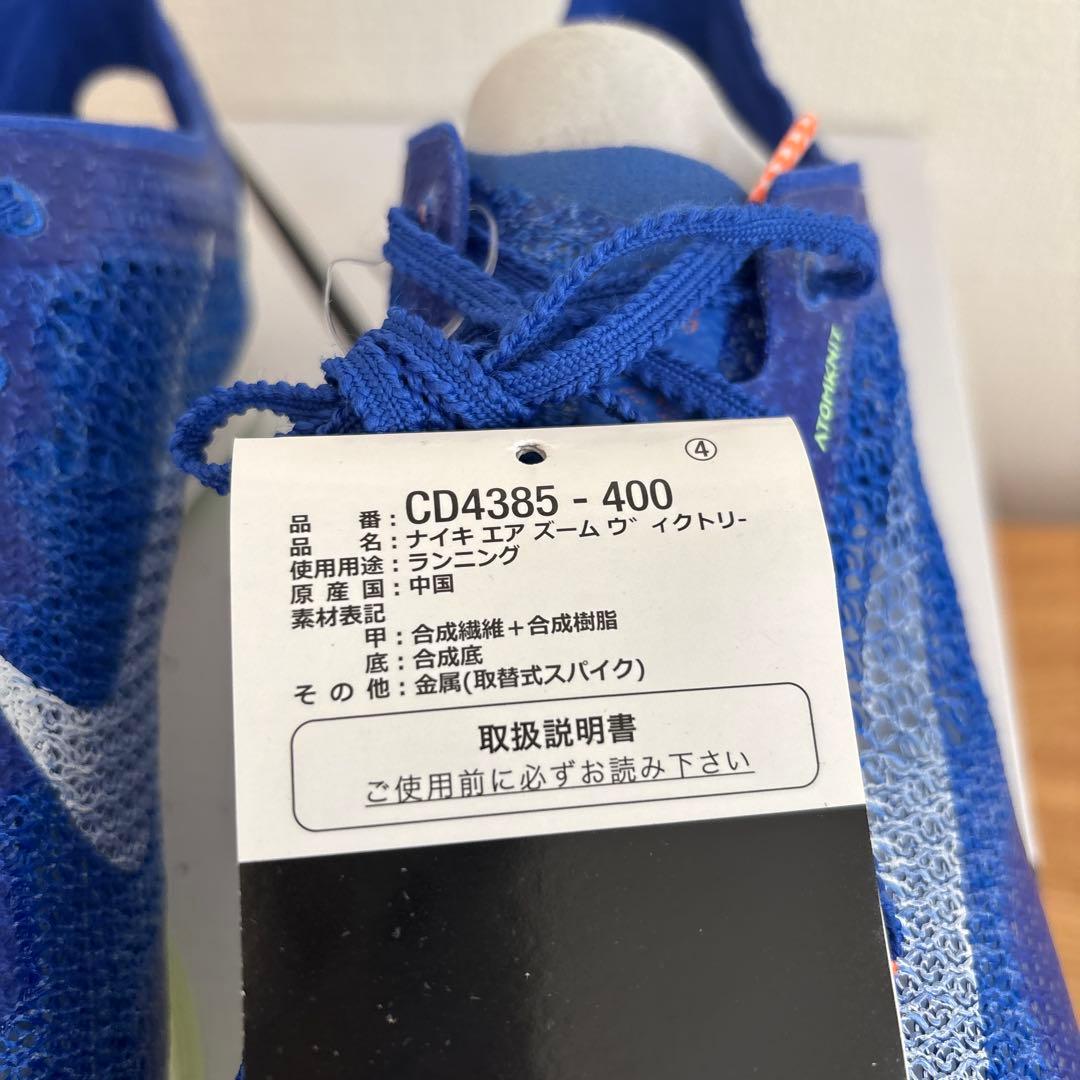 ATOMKNIT
④
品 番:CD4385 - 400
品 名:ナイキ エア ズーム ウ゛ィクトリ-
使用用途:ランニング
原 産 国:中国
素材表記
甲:合成繊維+合成樹脂
底:合成底
そ の 他:金属(取替式スパイク)
取扱説明書
ご使用前に必ずお読み下さい